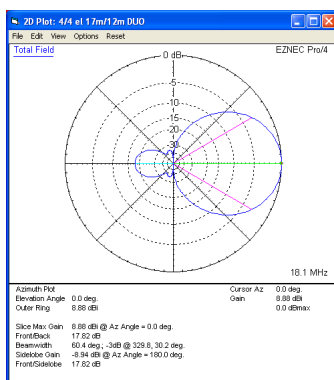 2D Plot: 4/4 el 17m/12m DUO
File Edit View Options Reset
Total Field
EZNEC Pro/4
0 dB
-5
-10
-15
-20
-30
18.1 MHz
Azimuth Plot
Elevation Angle 0.0 deg.
Outer Ring 8.88 dBi
Cursor Az 0.0 deg.
Gain 8.88 dBi
0.0 dBmax
Slice Max Gain 8.88 dBi @ Az Angle = 0.0 deg.
Front/Back 17.82 dB
Beamwidth 60.4 deg.; -3dB @ 329.8, 30.2 deg.
Sidelobe Gain -8.94 dBi @ Az Angle = 180.0 deg.
Front/Sidelobe 17.82 dB